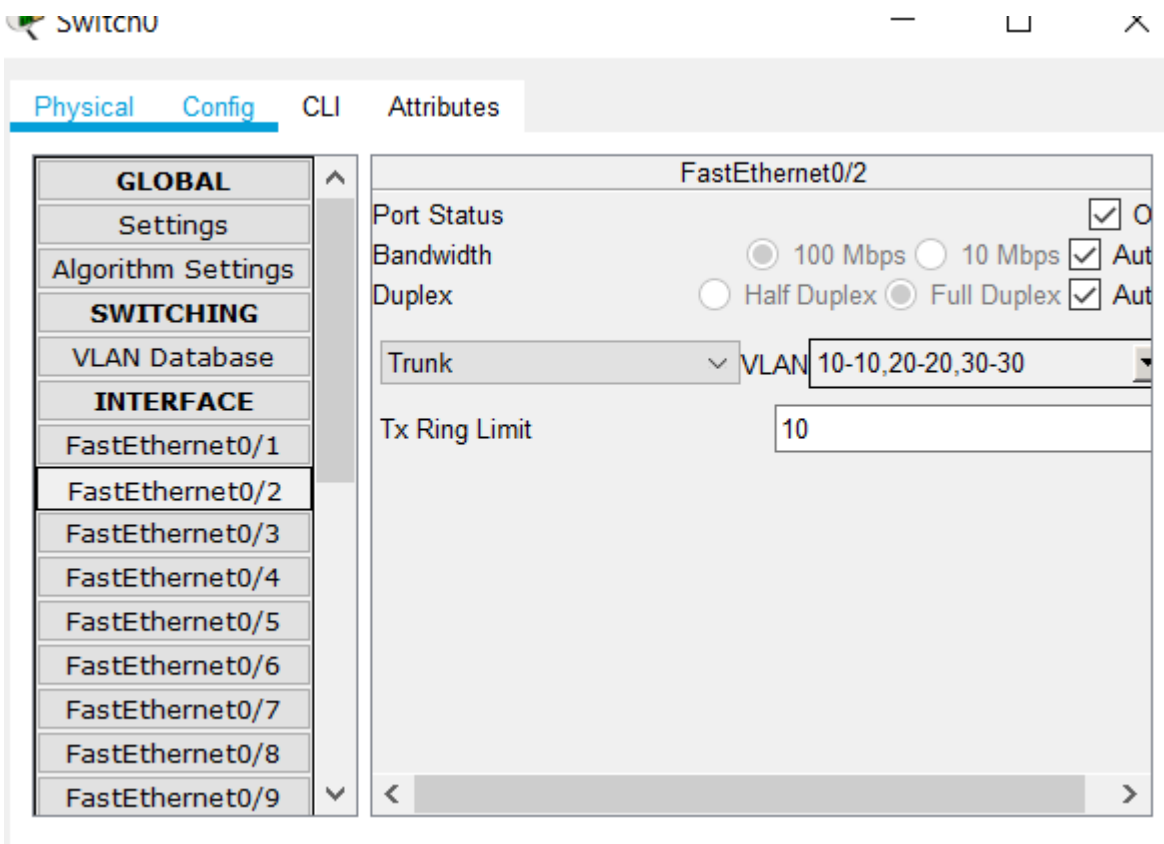 Switch0
Physical Config CLI Attributes
GLOBAL
Settings
Algorithm Settings
SWITCHING
VLAN Database
INTERFACE
FastEthernet0/1
FastEthernet0/2
FastEthernet0/3
FastEthernet0/4
FastEthernet0/5
FastEthernet0/6
FastEthernet0/7
FastEthernet0/8
FastEthernet0/9
FastEthernet0/2
Port Status O
Bandwidth 100 Mbps 10 Mbps Aut
Duplex Half Duplex Full Duplex Aut
Trunk VLAN 10-10,20-20,30-30
Tx Ring Limit 10